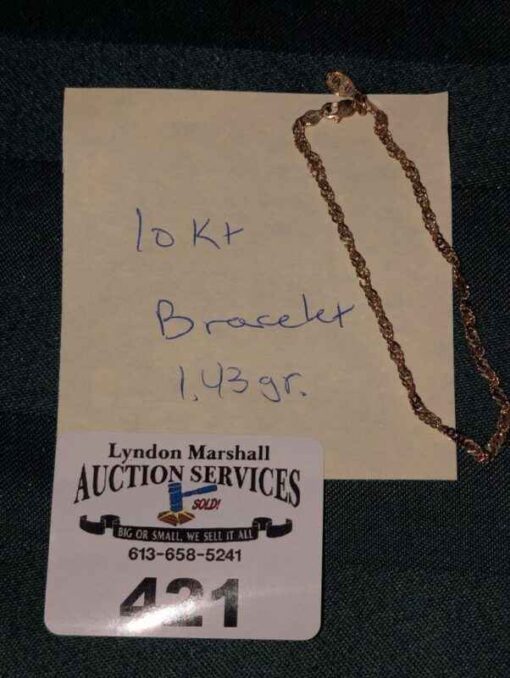 10 Kt
Bracelet
1.43 gr.
Lyndon Marshall
AUCTION SERVICES
SOLD!
BIG OR SMALL, WE SELL IT ALL
613-658-5241
421